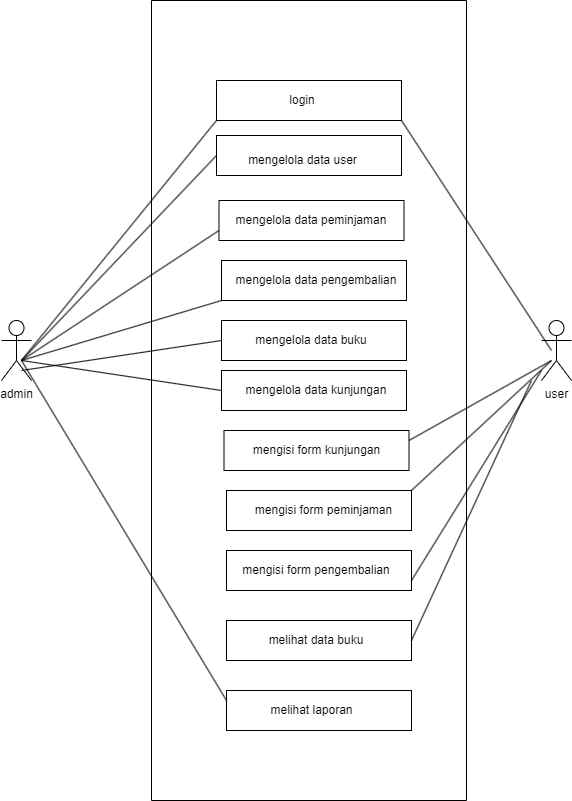 login
mengelola data user
mengelola data peminjaman
mengelola data pengembalian
mengelola data buku
mengelola data kunjungan
admin
user
mengisi form kunjungan
mengisi form peminjaman
mengisi form pengembalian
melihat data buku
melihat laporan